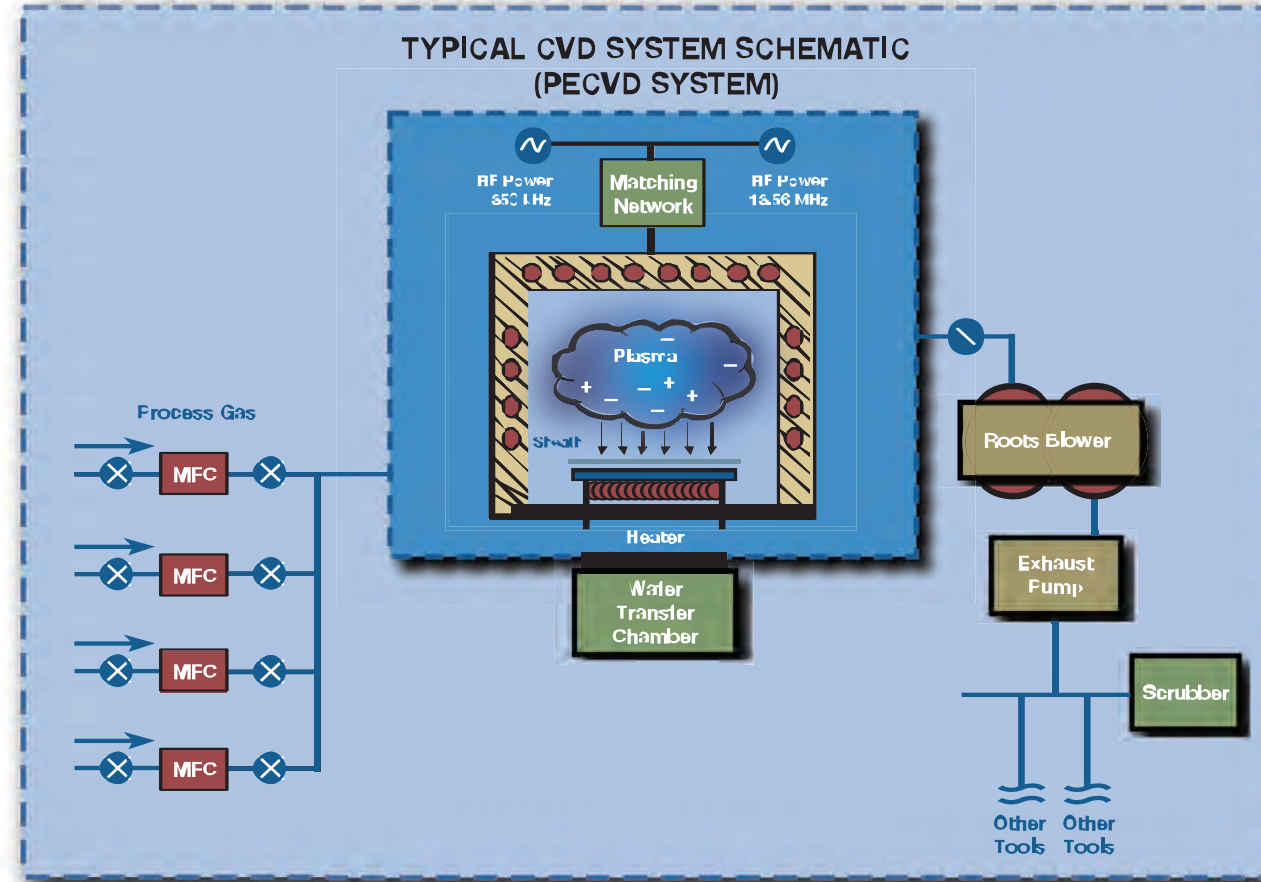 TYPICAL CVD SYSTEM SCHEMATIC
(PECVD SYSTEM)
RF Power
RF Power
13.56 MHz
Matching
Network
Plasma
Sheath
Heater
Wafer
Transfer
Chamber
Process Gas
MFC
MFC
MFC
MFC
Roots Blower
Exhaust
Pump
Scrubber
Other
Tools
Other
Tools